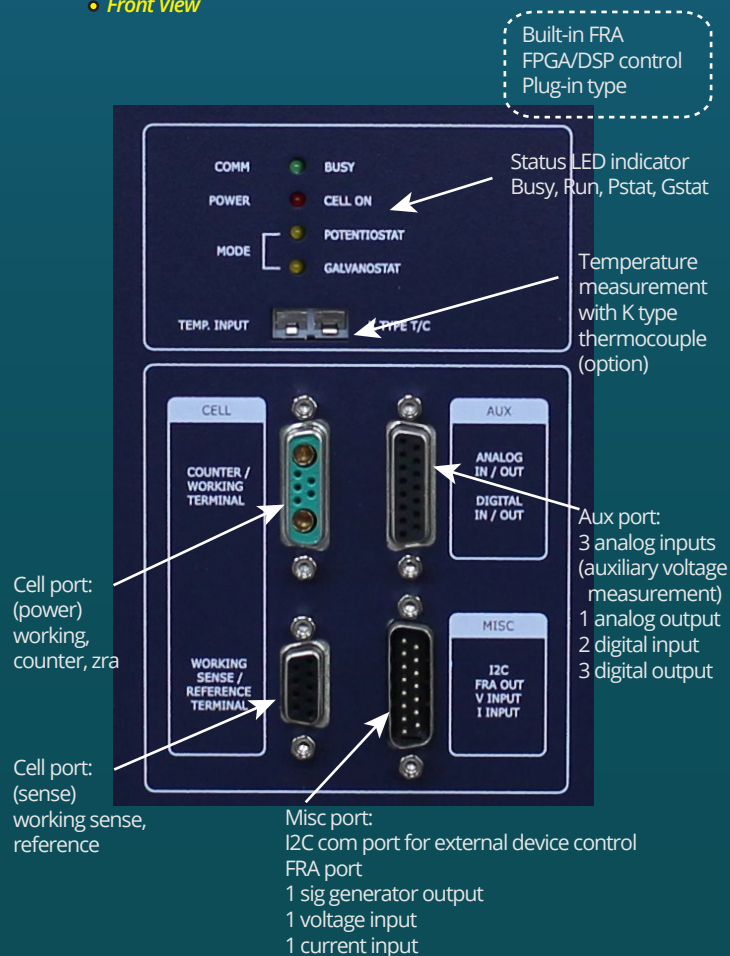 Front View
Built-in FRA
FPGA/DSP control
Plug-in type
COMM
BUSY
POWER
CELL ON
MODE
POTENTIOSTAT
GALVANOSTAT
TEMP. INPUT
TYPE T/C
Status LED indicator
Busy, Run, Pstat, Gstat
Temperature
measurement
with K type
thermocouple
(option)
CELL
COUNTER /
WORKING
TERMINAL
WORKING
SENSE /
REFERENCE
TERMINAL
AUX
ANALOG
IN / OUT
DIGITAL
IN / OUT
MISC
I2C
FRA OUT
V INPUT
I INPUT
Aux port:
3 analog inputs
(auxiliary voltage
measurement)
1 analog output
2 digital input
3 digital output
Cell port:
(power)
working,
counter, zra
Cell port:
(sense)
working sense,
reference
Misc port:
I2C com port for external device control
FRA port
1 sig generator output
1 voltage input
1 current input